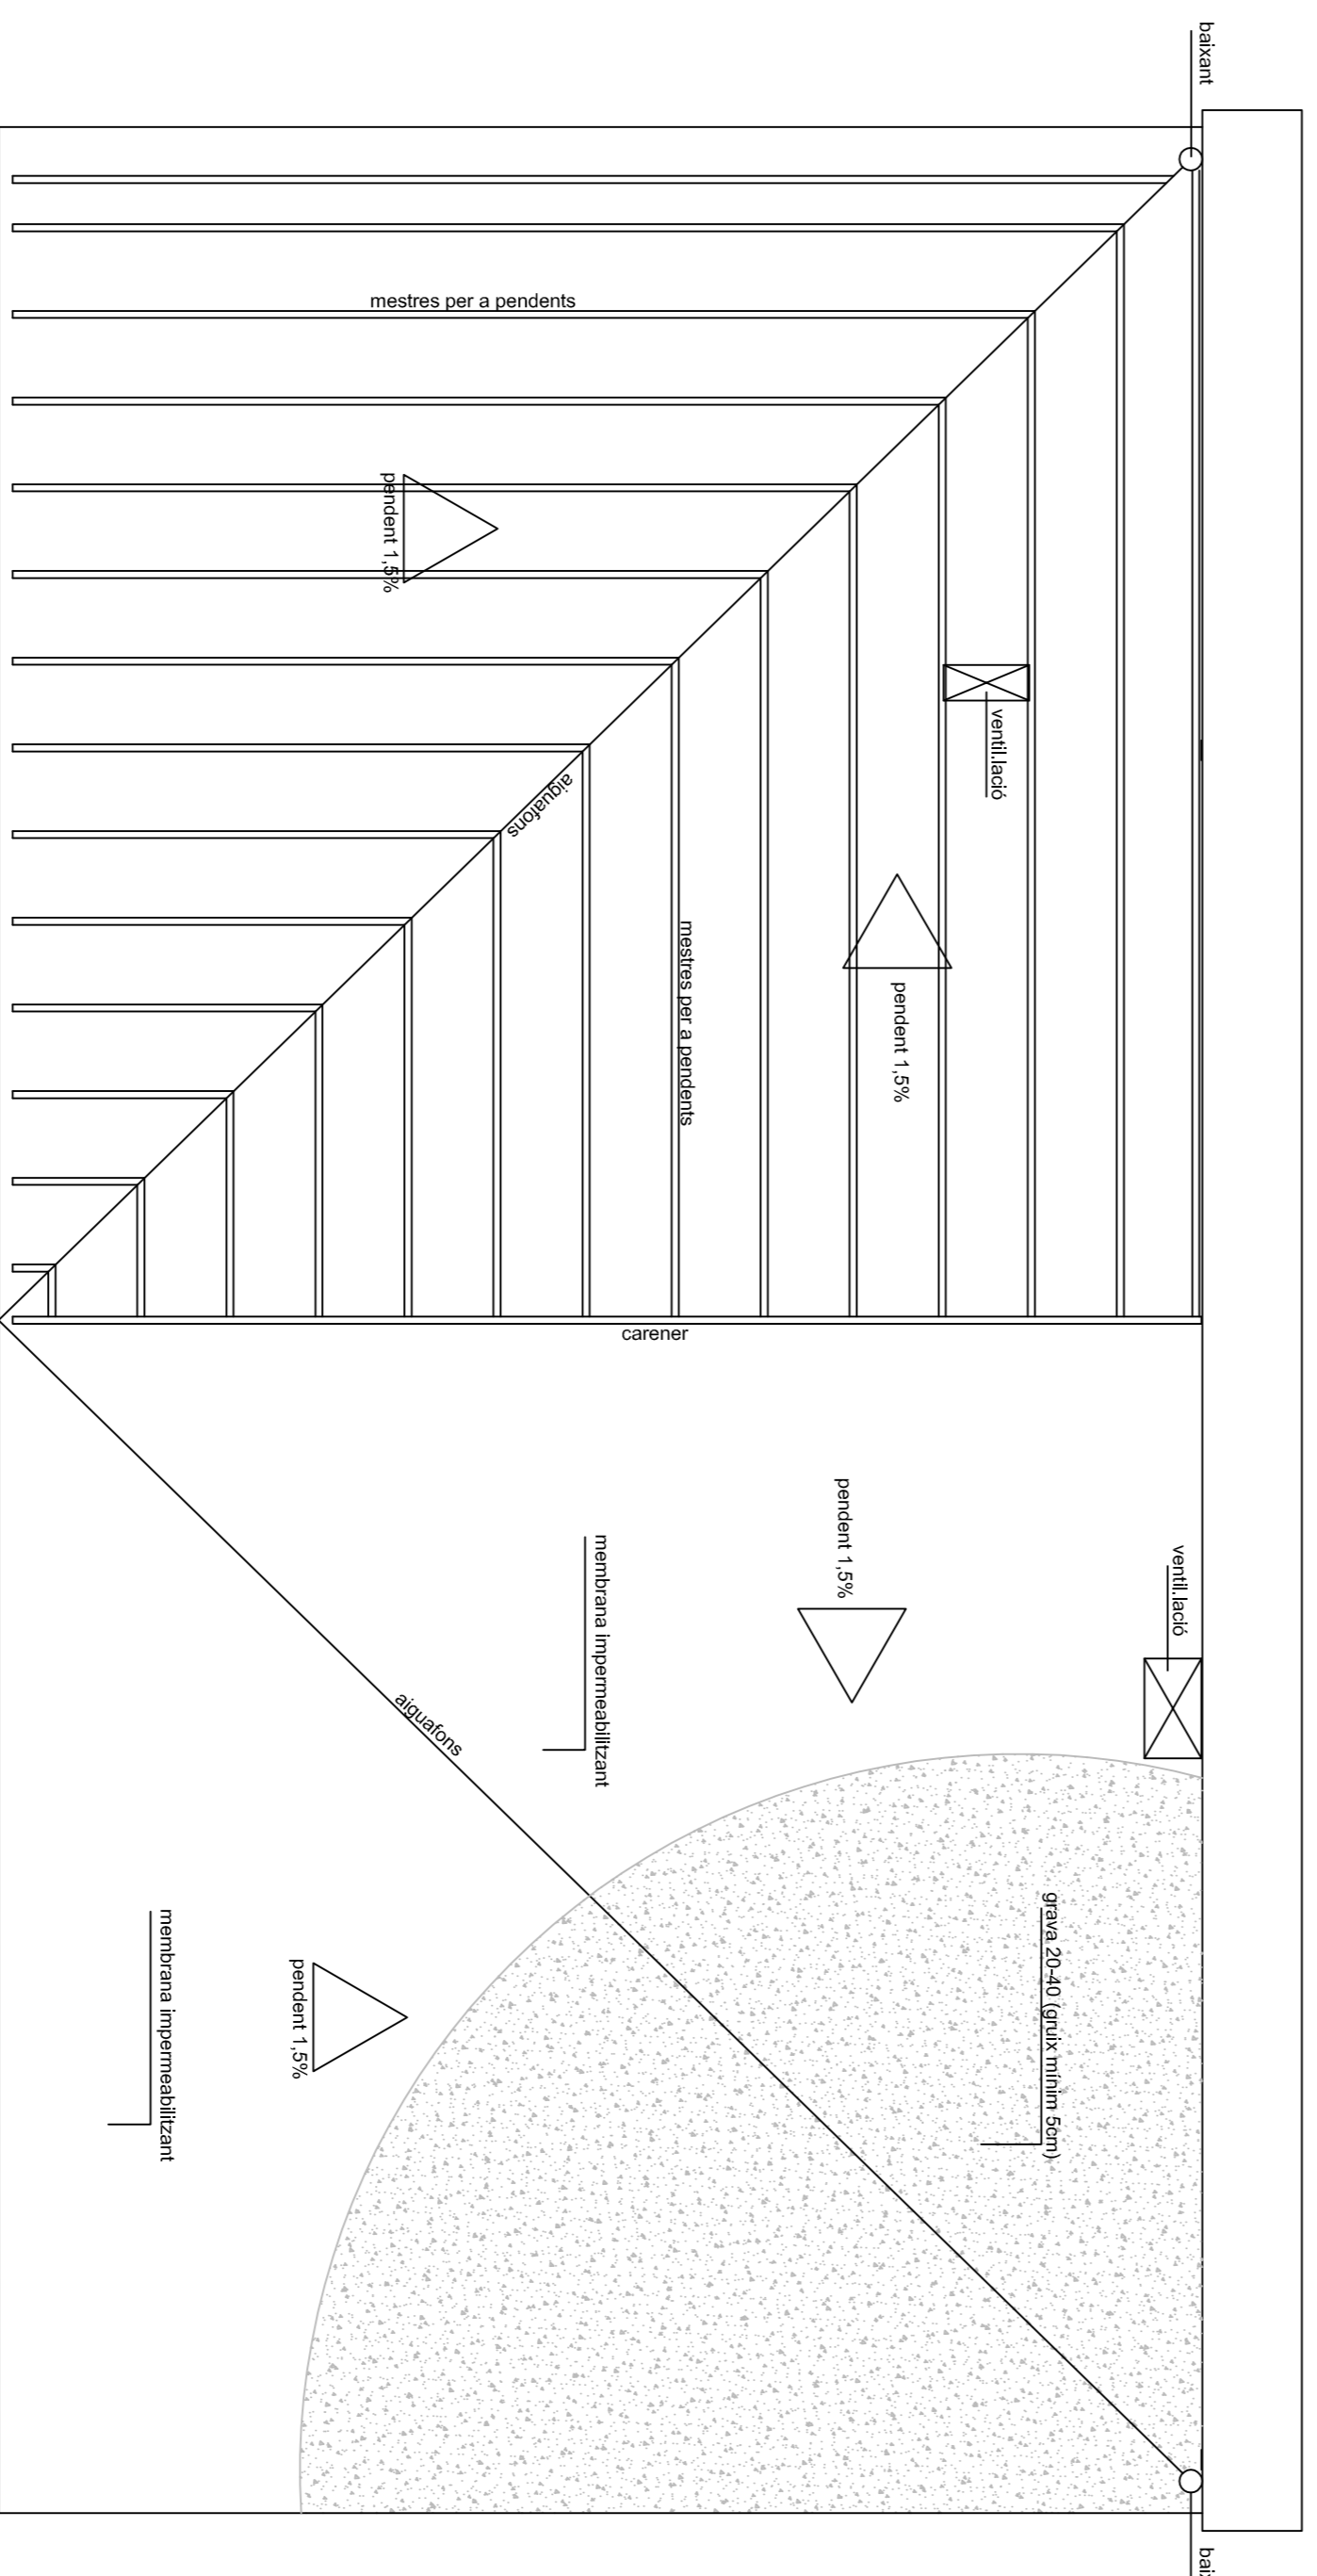 baixant
mestres per a pendents
pendent 1,5%
ventil.lació
aiguafons
mestres per a pendents
pendent 1,5%
carener
pendent 1,5%
membrana impermeabilitzant
ventil.lació
aiguafons
grava 20-40 (gruix mínim 5cm)
membrana impermeabilitzant
pendent 1,5%